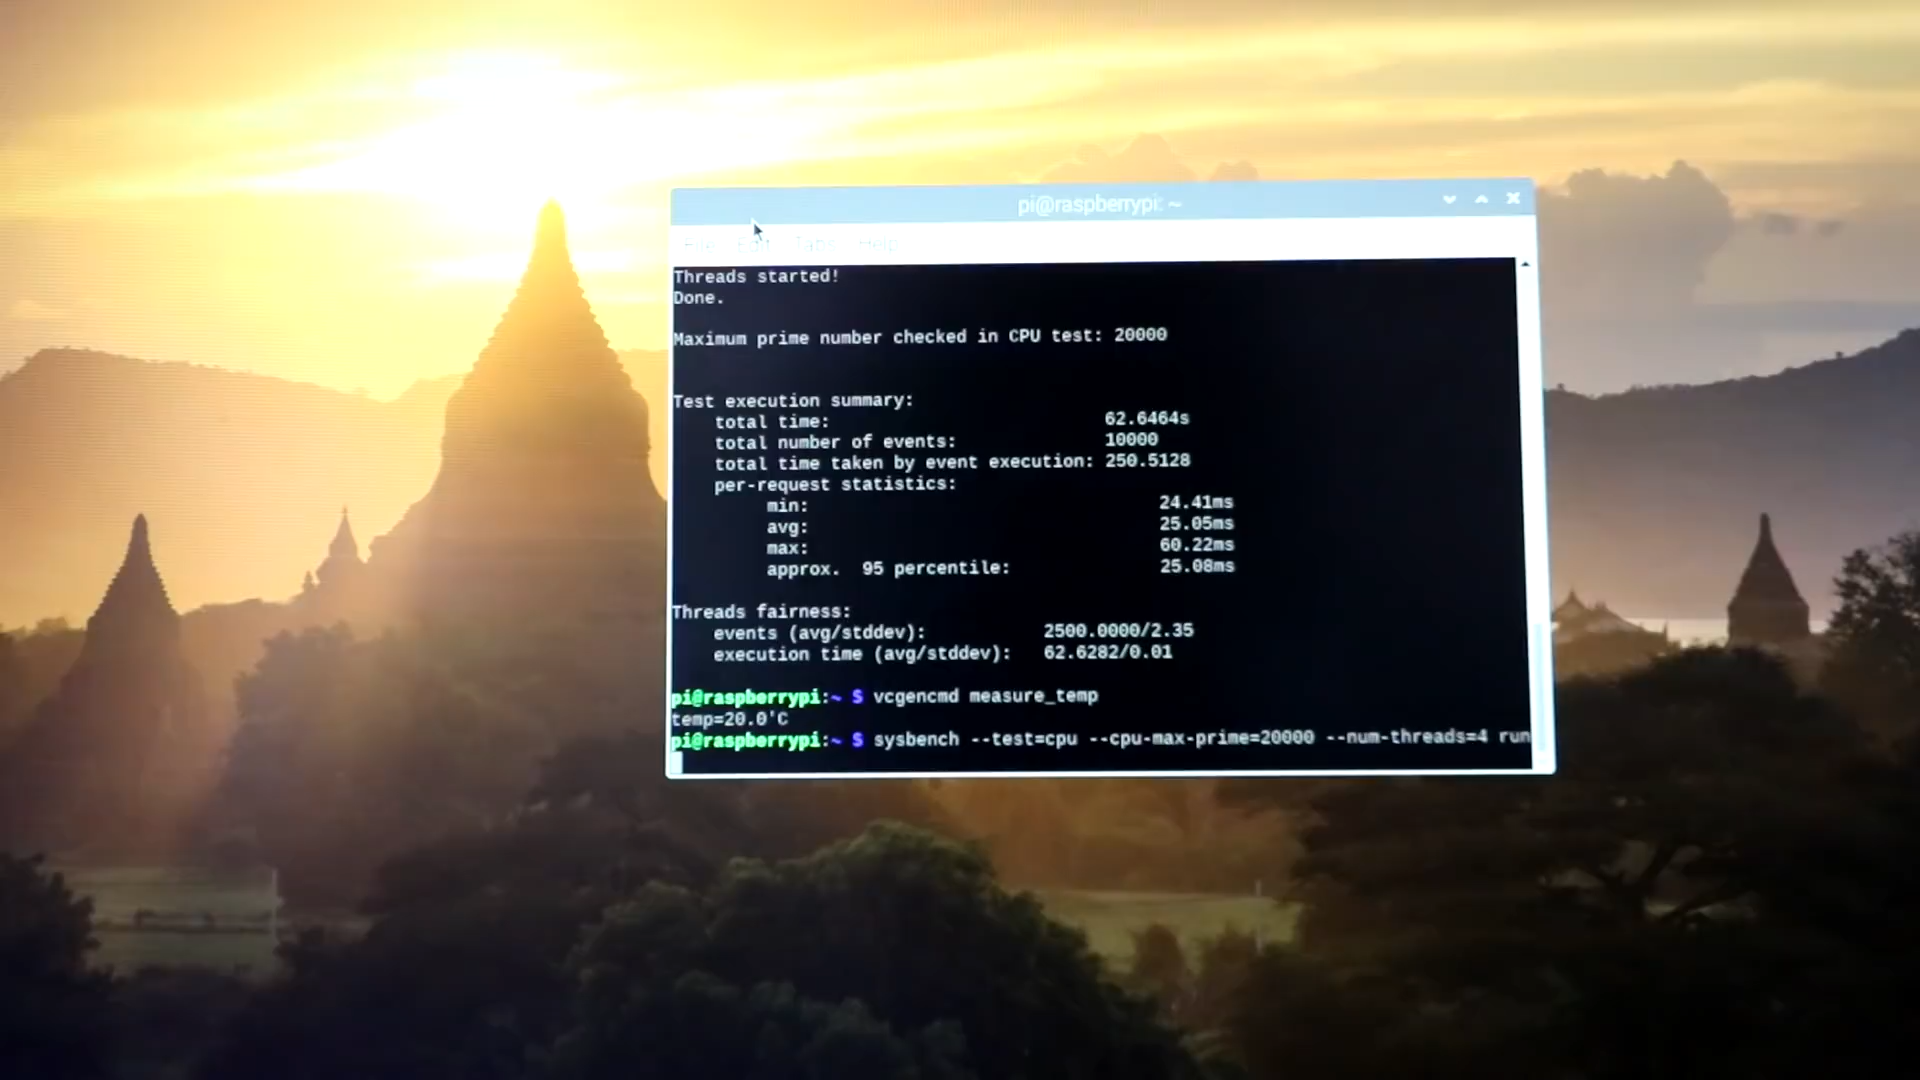 pi@raspberrypi: ~
File Edit Tabs Help
Threads started!
Done.
Maximum prime number checked in CPU test: 20000
Test execution summary:
total time: 62.6464s
total number of events: 10000
total time taken by event execution: 250.5128
per-request statistics:
min: 24.41ms
avg: 25.05ms
max: 60.22ms
approx. 95 percentile: 25.08ms
Threads fairness:
events (avg/stddev): 2500.0000/2.35
execution time (avg/stddev): 62.6282/0.01
pi@raspberrypi:~ $ vcgencmd measure_temp
temp=20.0'C
pi@raspberrypi:~ $ sysbench --test=cpu --cpu-max-prime=20000 --num-threads=4 run